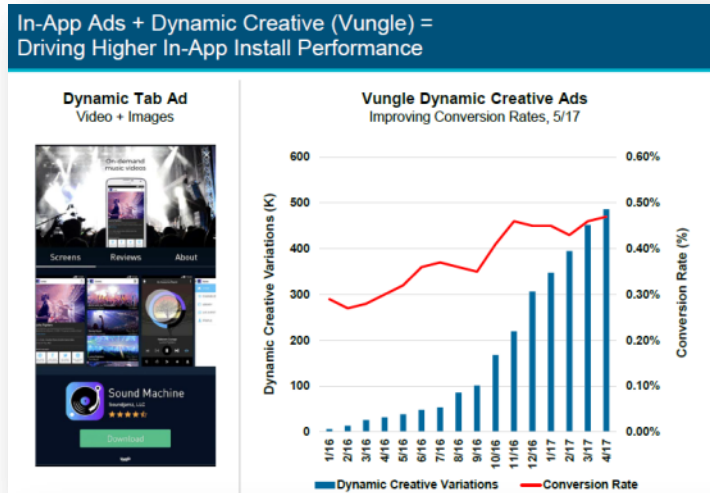 In-App Ads + Dynamic Creative (Vungle) =
Driving Higher In-App Install Performance
Dynamic Tab Ad
Video + Images
On-demand
music videos
Screens
Reviews
About
Sound Machine
Download
Vungle Dynamic Creative Ads
Improving Conversion Rates, 5/17
Dynamic Creative Variations (K)
600
500
400
300
200
100
0
0.60%
0.50%
0.40%
0.30%
0.20%
0.10%
0.00%
Conversion Rate (%)
1/16
2/16
3/16
4/16
5/16
6/16
7/16
8/16
9/16
10/16
11/16
12/16
1/17
2/17
3/17
4/17
Dynamic Creative Variations
Conversion Rate